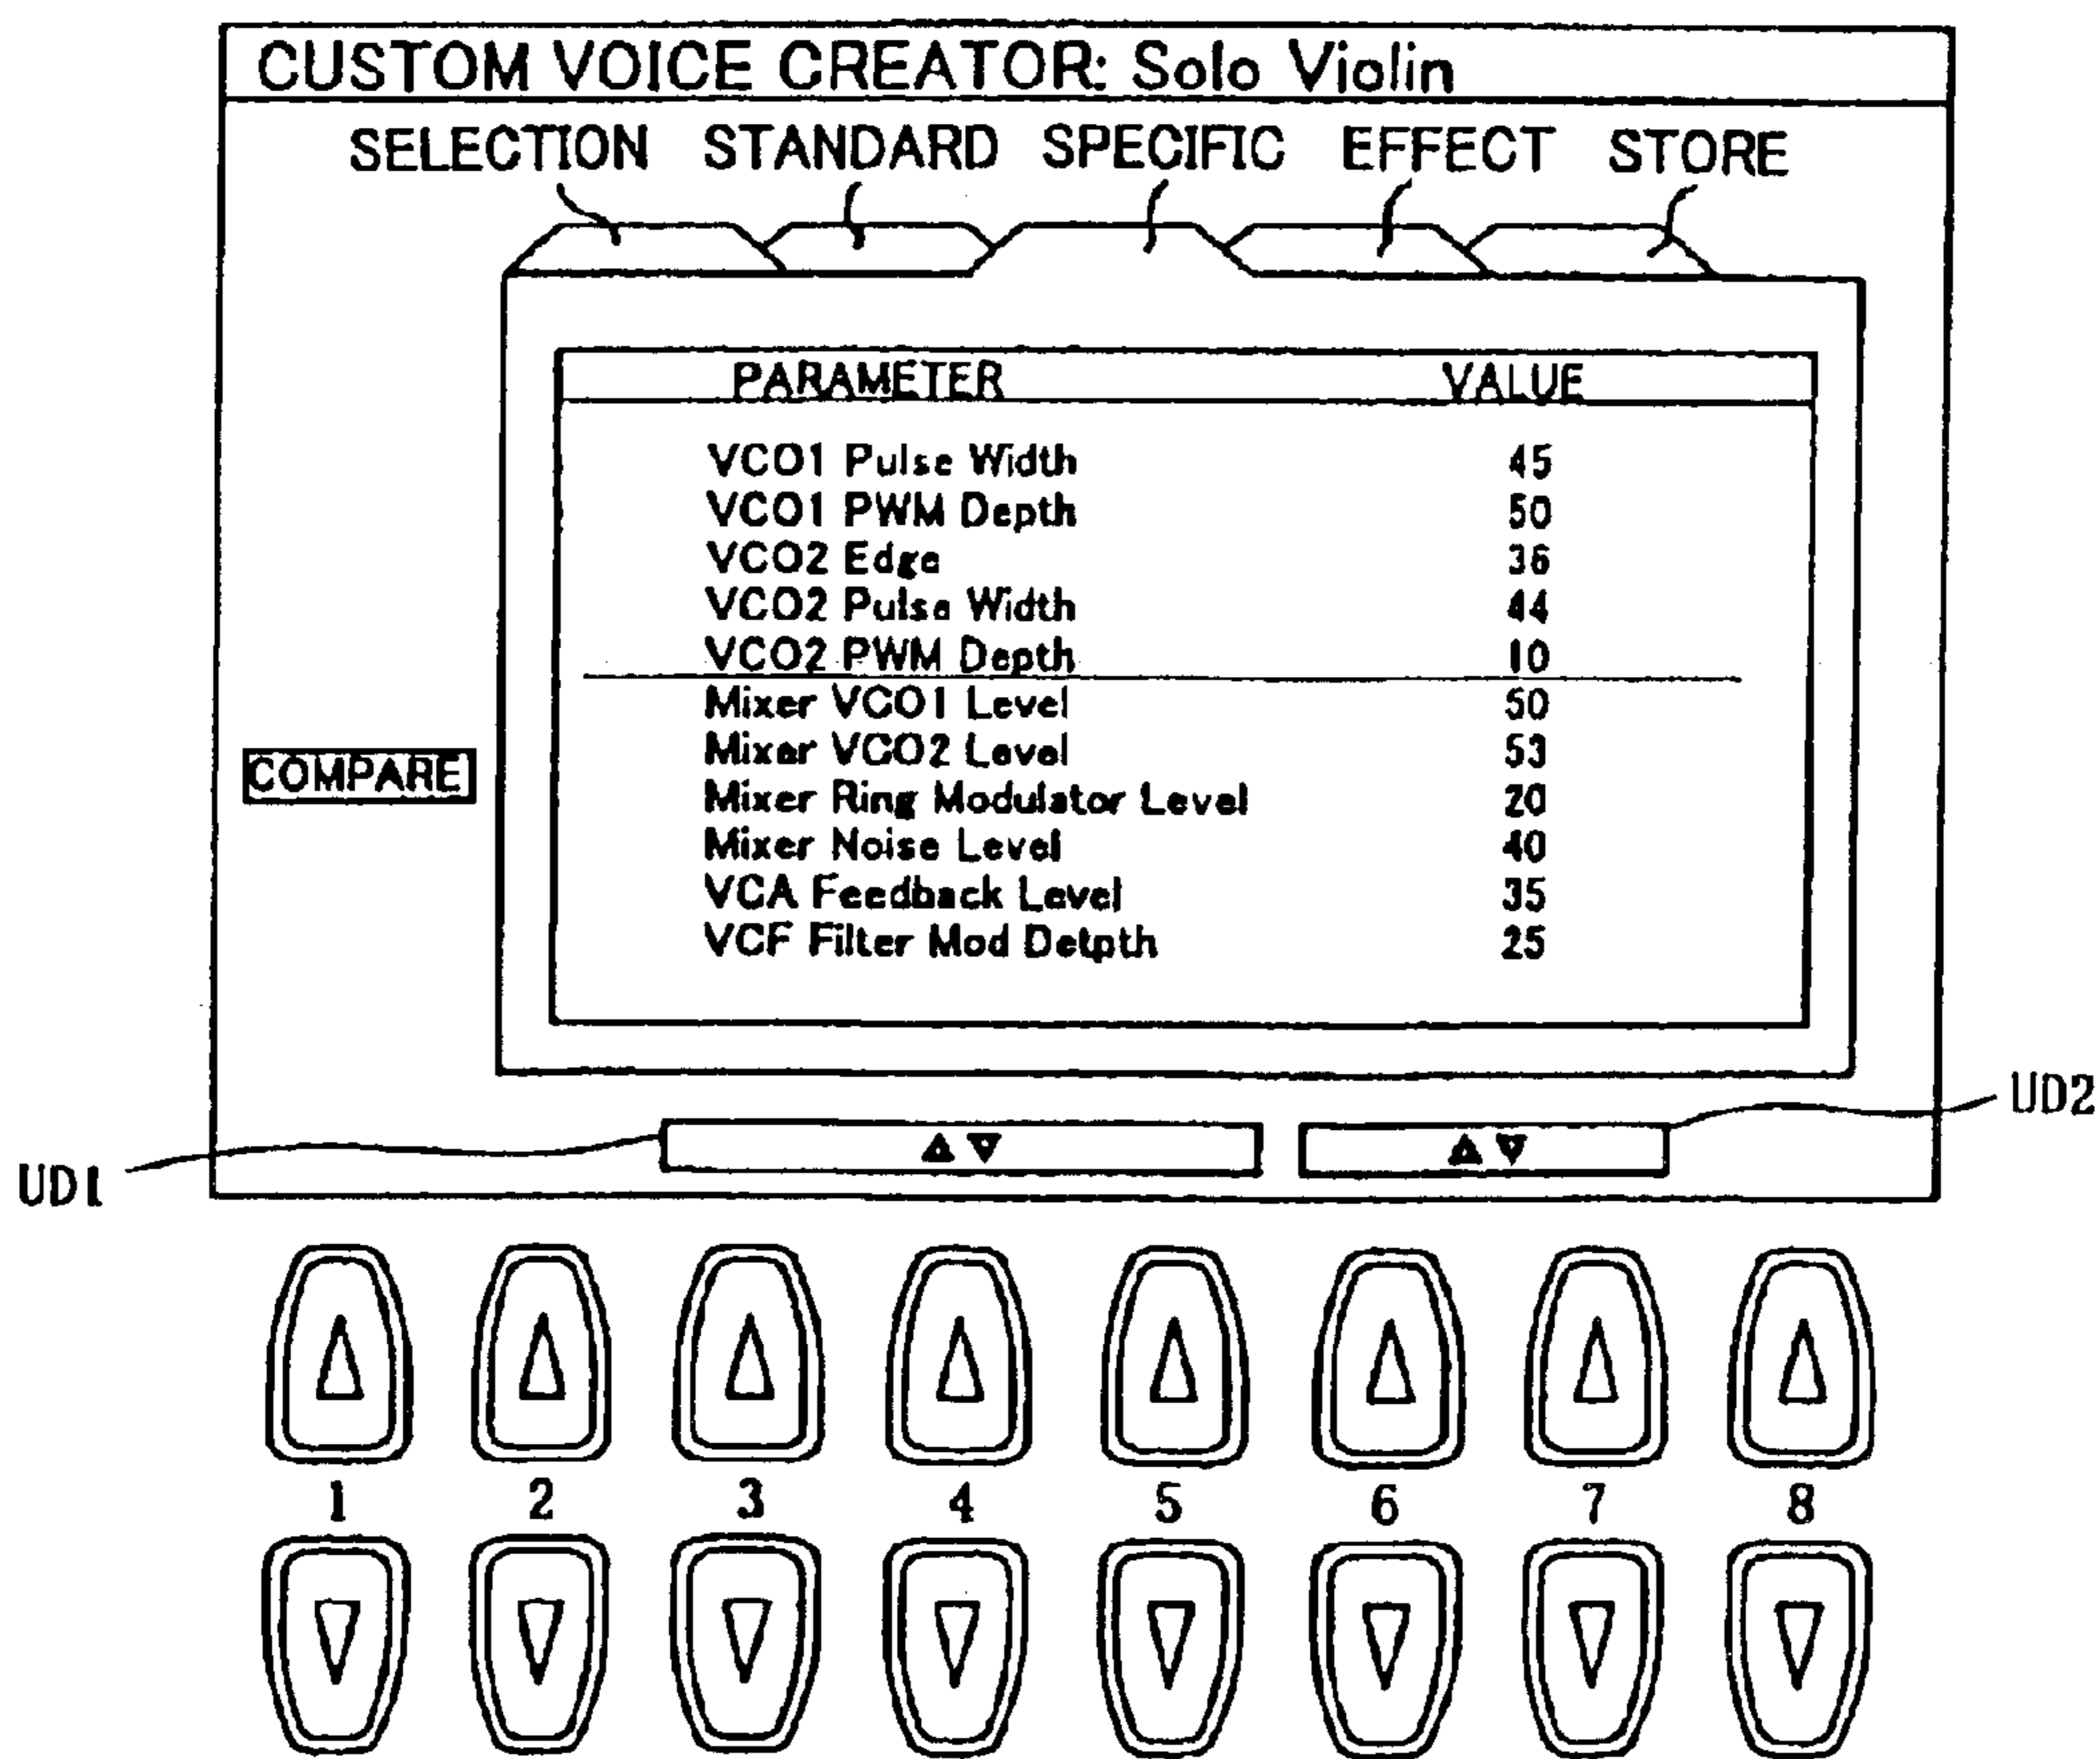 CUSTOM VOICE CREATOR: Solo Violin
SELECTION STANDARD SPECIFIC EFFECT STORE
PARAMETER VALUE
VCO1 Pulse Width 45
VCO1 PWM Depth 50
VCO2 Edge 36
VCO2 Pulse Width 44
VCO2 PWM Depth 10
Mixer VCO1 Level 50
Mixer VCO2 Level 53
Mixer Ring Modulator Level 20
Mixer Noise Level 40
VCA Feedback Level 35
VCF Filter Mod Detpth 25
COMPARE
UD1
UD2
1 2 3 4 5 6 7 8